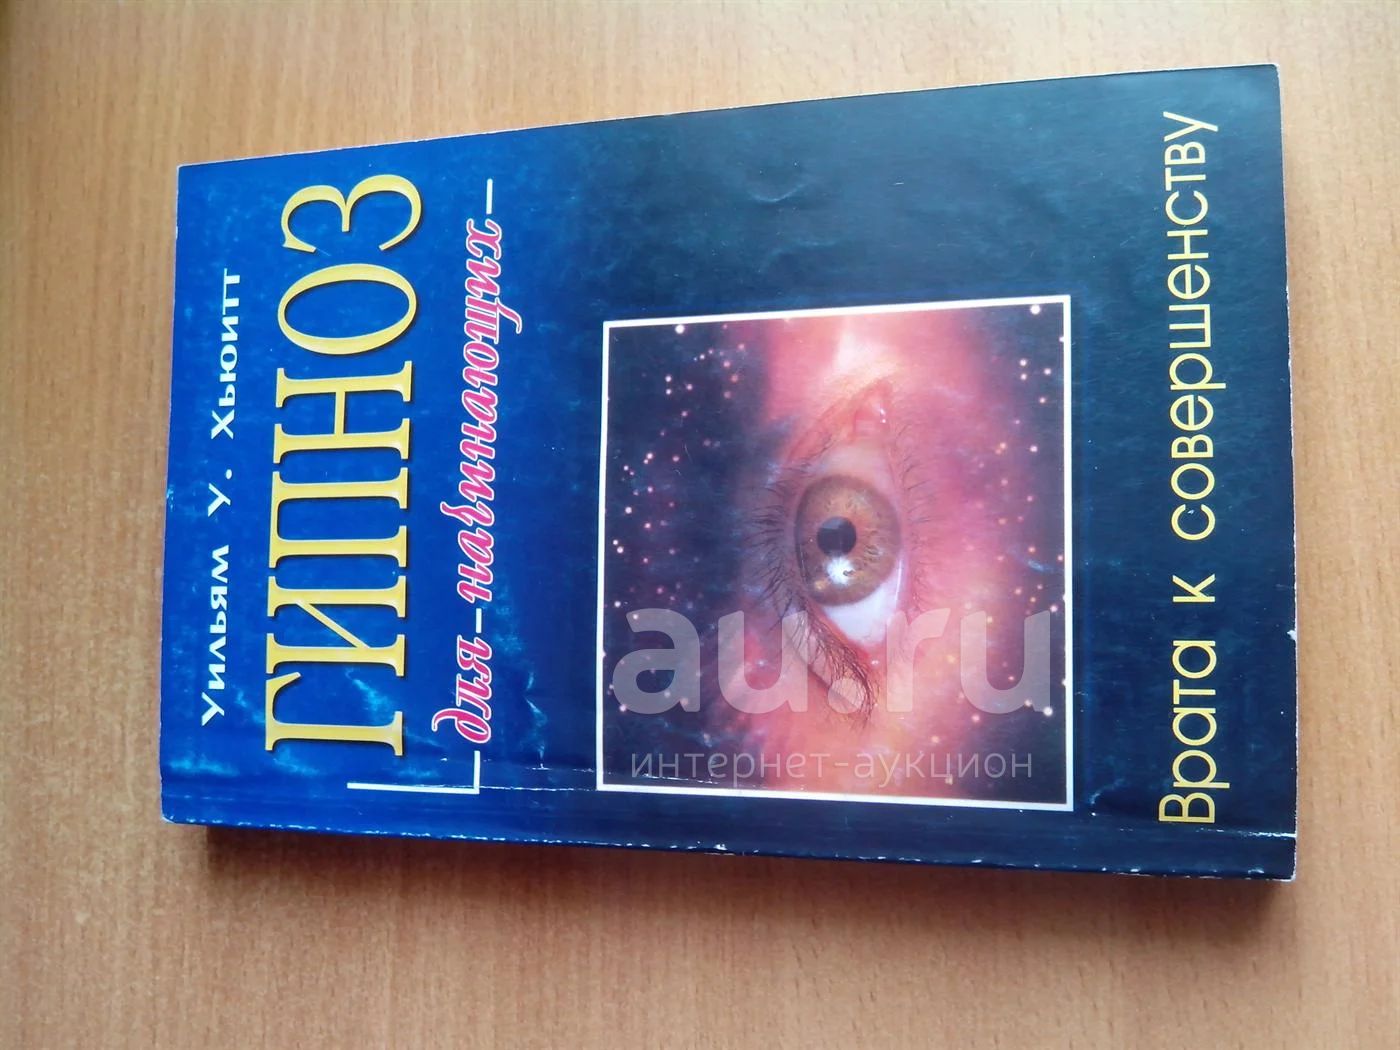 Уильям У. Хьюитт
ГИПНОЗ
для-начинающих
Врата к совершенству
au.ru
интернет-аукцион